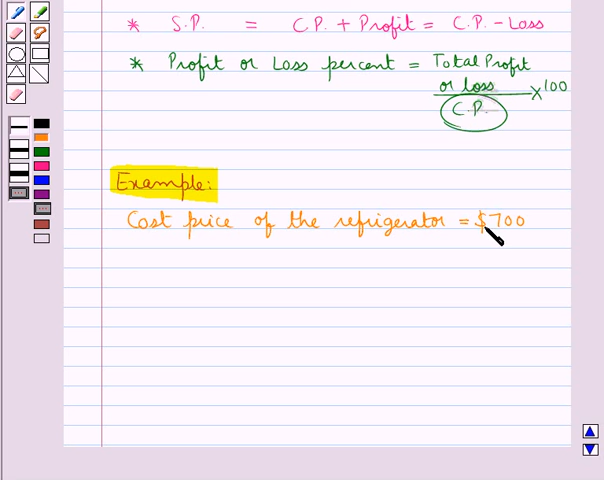 * S.P. = C.P. + Profit = C.P. - Loss
* Profit or Loss percent = Total Profit
or loss
x 100
C.P.
Example:
Cost price of the refrigerator = $700